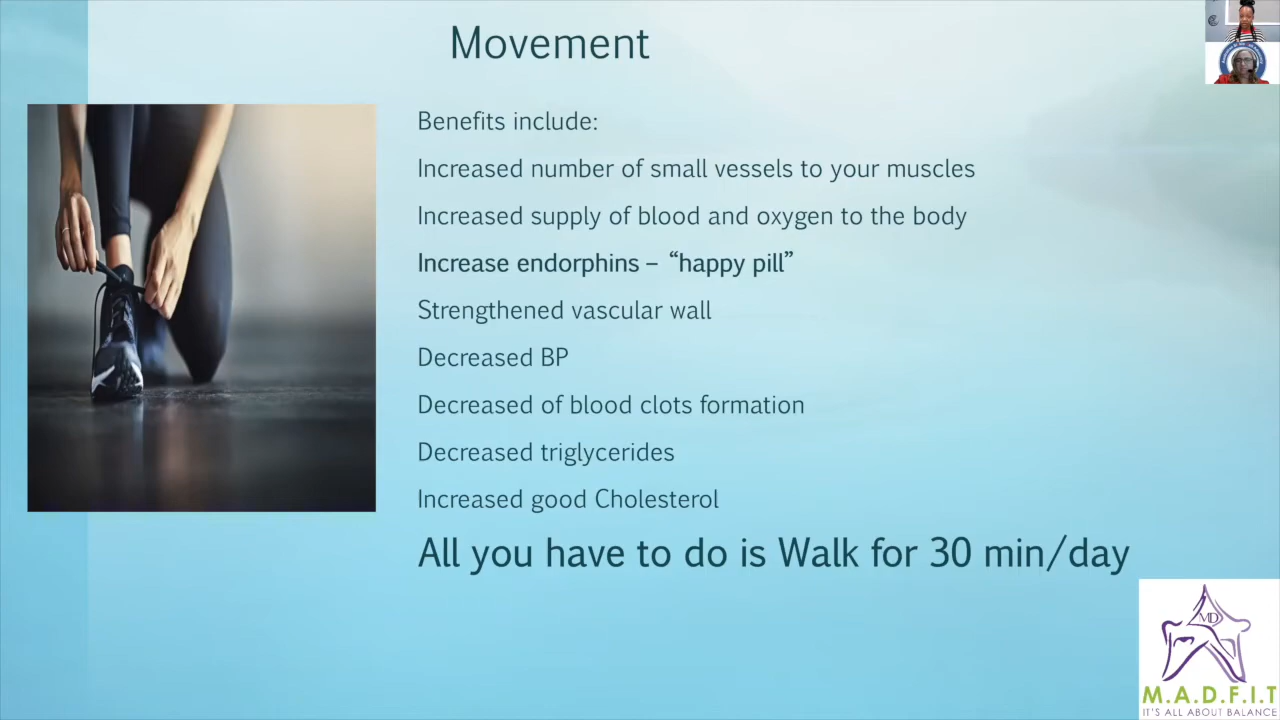 Movement
Benefits include:
Increased number of small vessels to your muscles
Increased supply of blood and oxygen to the body
Increase endorphins – “happy pill”
Strengthened vascular wall
Decreased BP
Decreased of blood clots formation
Decreased triglycerides
Increased good Cholesterol
All you have to do is Walk for 30 min/day
MD
M.A.D.F.I.T
IT'S ALL ABOUT BALANCE